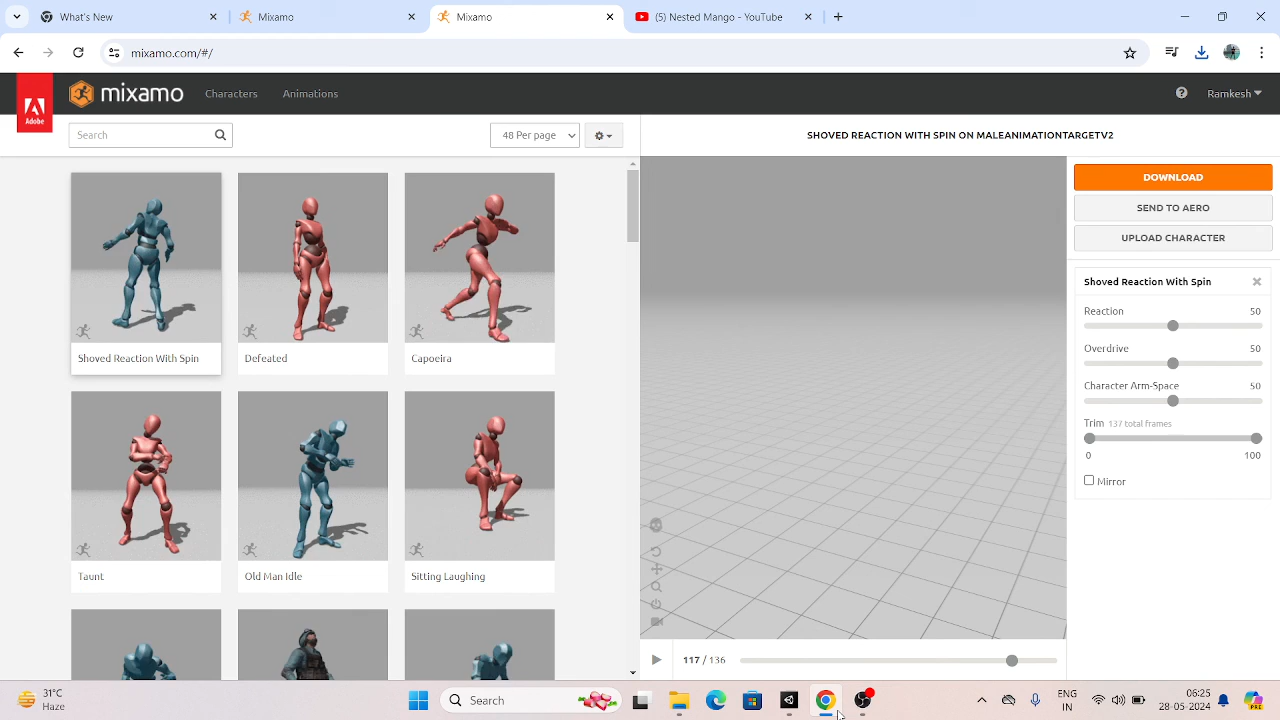 New Tab
Mixamo
Mixamo
(5) Nested Mango - YouTube
mixamo.com/#/
Adobe
mixamo
Characters
Animations
Ramkesh
Search
48 Per page
SHOVED REACTION WITH SPIN ON MALEANIMATIONTARGETV2
DOWNLOAD
SEND TO AERO
UPLOAD CHARACTER
Shoved Reaction With Spin
Reaction 50
Overdrive 50
Character Arm-Space 50
Trim 137 total frames
0 100
Mirror
Shoved Reaction With Spin
Defeated
Capoeira
Taunt
Old Man Idle
Sitting Laughing
117 / 136
31°C
Haze
Search
ENG
IN
06:25
28-05-2024